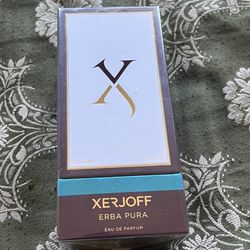 X
XERJOFF
ERBA PURA
EAU DE PARFUM